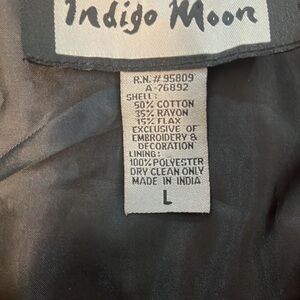 Indigo Moon
R.N. # 95809
A-76892
SHELL:
50% COTTON
35% RAYON
15% FLAX
EXCLUSIVE OF
EMBROIDERY &
DECORATION
LINING:
100% POLYESTER
DRY CLEAN ONLY
MADE IN INDIA
L